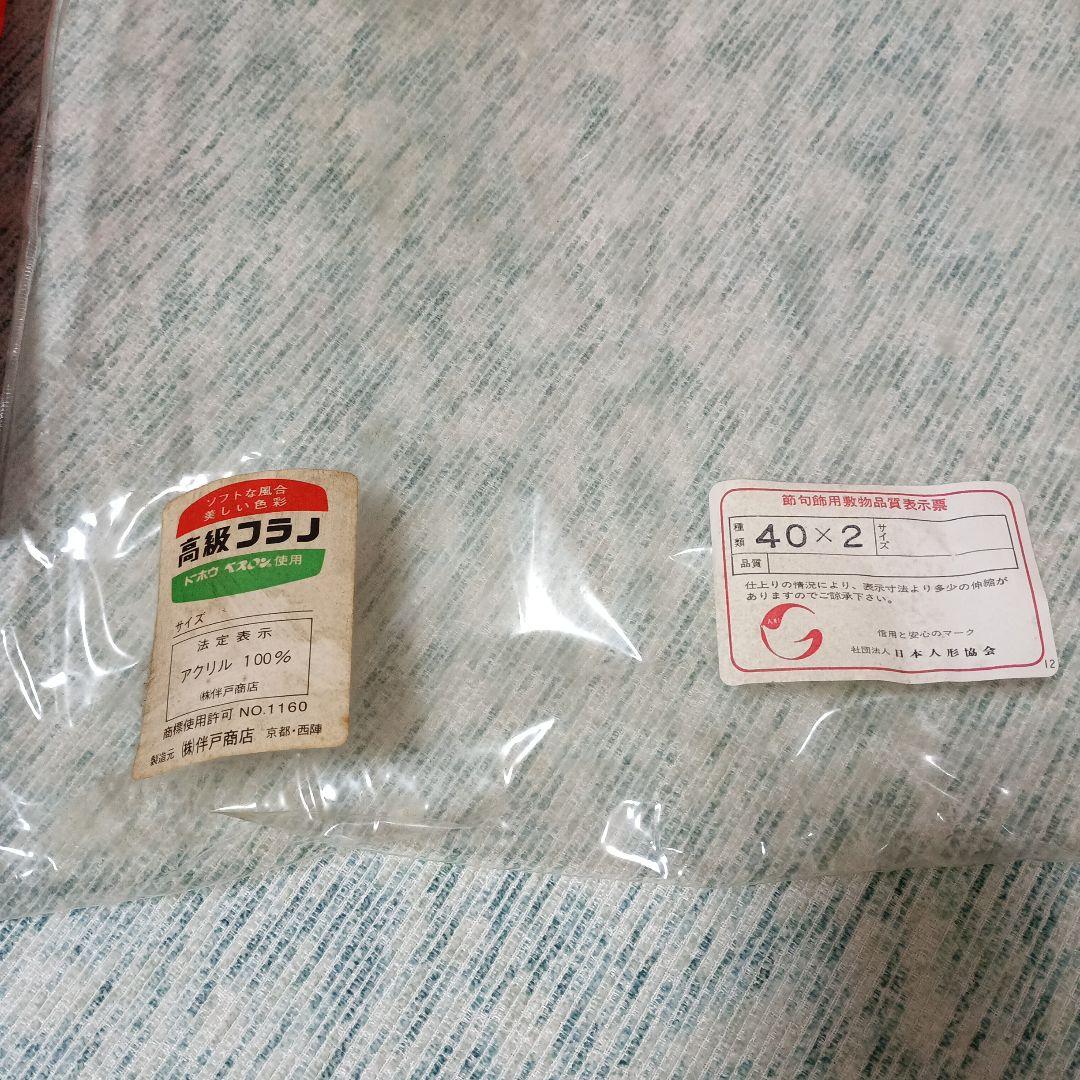 ソフトな風合
美しい色彩
高級フラノ
トーホウ ベスロン 使用
サイズ
法定表示
アクリル 100%
㈱伴戸商店
商標使用許可 NO.1160
製造元 ㈱伴戸商店 京都・西陣
節句飾用敷物品質表示票
種類 40×2 サイズ
品質
仕上りの情況により、表示寸法より多少の伸縮が
ありますのでご諒承下さい。
人形
信用と安心のマーク
社団法人 日本人形協会
12